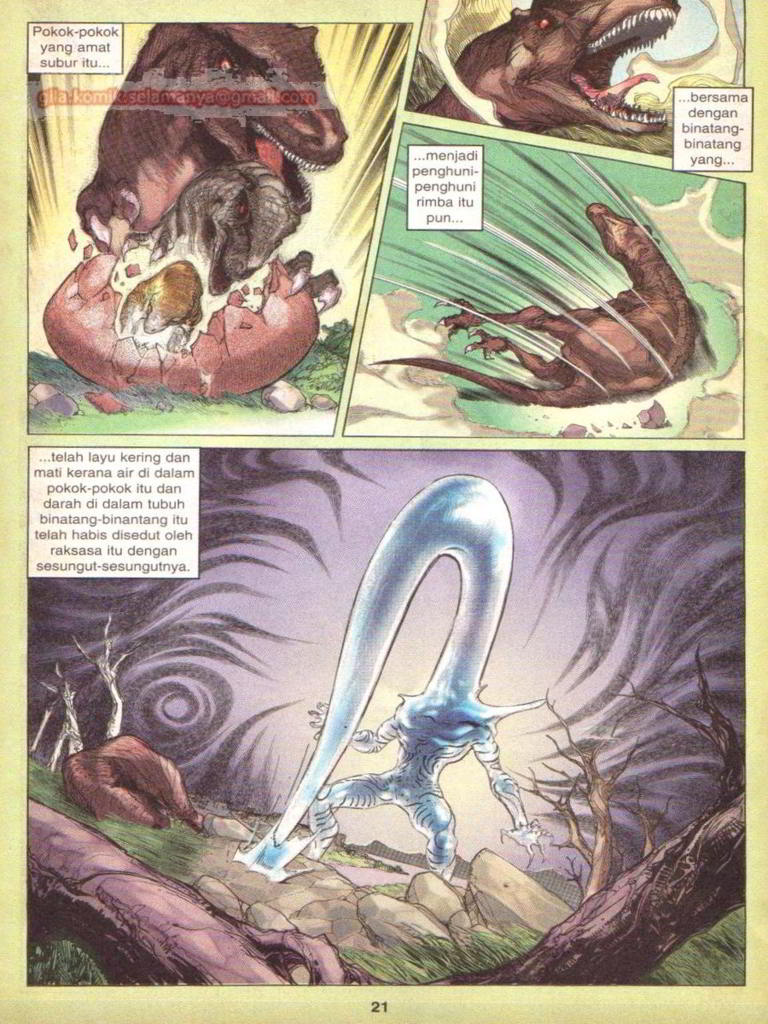 Pokok-pokok
yang amat
subur itu...
glla.komik.selamanya@gmail.com
...bersama
dengan
binatang-
binatang
yang...
...menjadi
penghuni-
penghuni
rimba itu
pun...
...telah layu kering dan
mati kerana air di dalam
pokok-pokok itu dan
darah di dalam tubuh
binatang-binantang itu
telah habis disedut oleh
raksasa itu dengan
sesungut-sesungutnya.
21